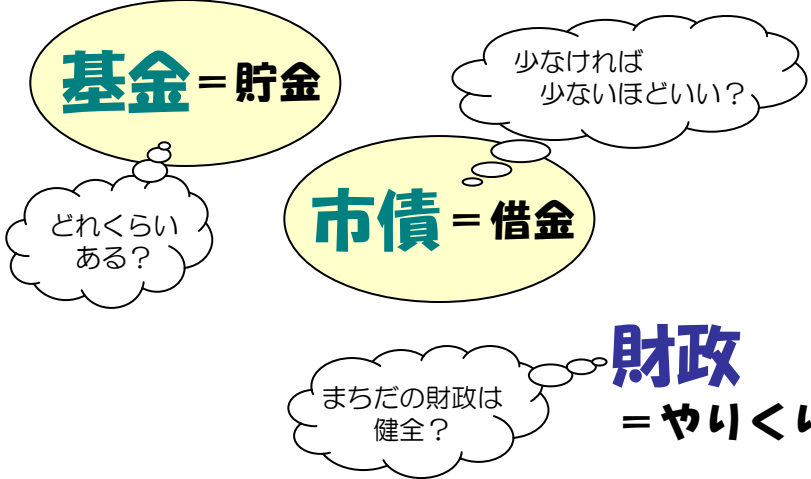 基金＝貯金
少なければ
少ないほどいい？
どれくらい
ある？
市債＝借金
まちだの財政は
健全？
財政
＝やりく